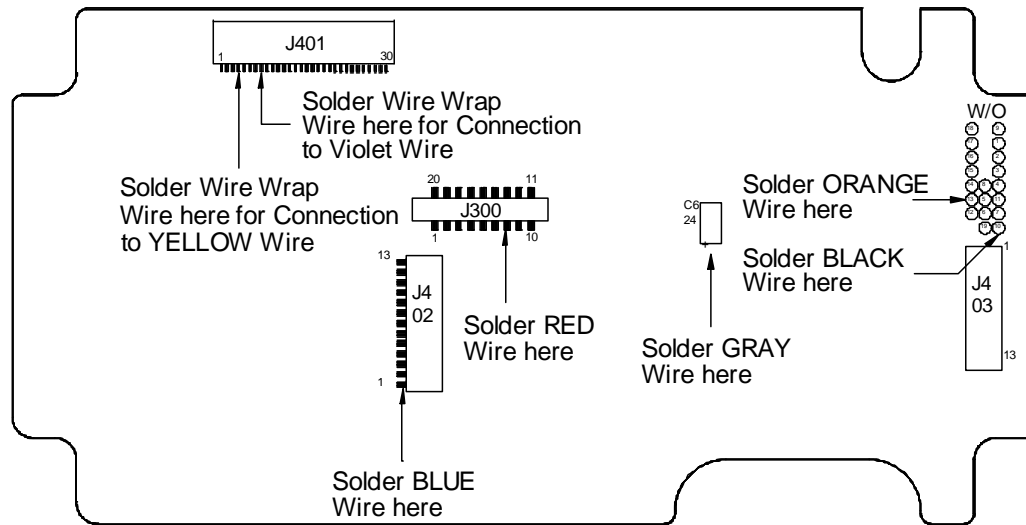 J401
1
30
Solder Wire Wrap
Wire here for Connection
to Violet Wire
Solder Wire Wrap
Wire here for Connection
to YELLOW Wire
20
11
J300
1
10
13
J4
02
1
Solder RED
Wire here
Solder BLUE
Wire here
C6
24
+
Solder GRAY
Wire here
W/O
Solder ORANGE
Wire here
Solder BLACK
Wire here
1
J4
03
13